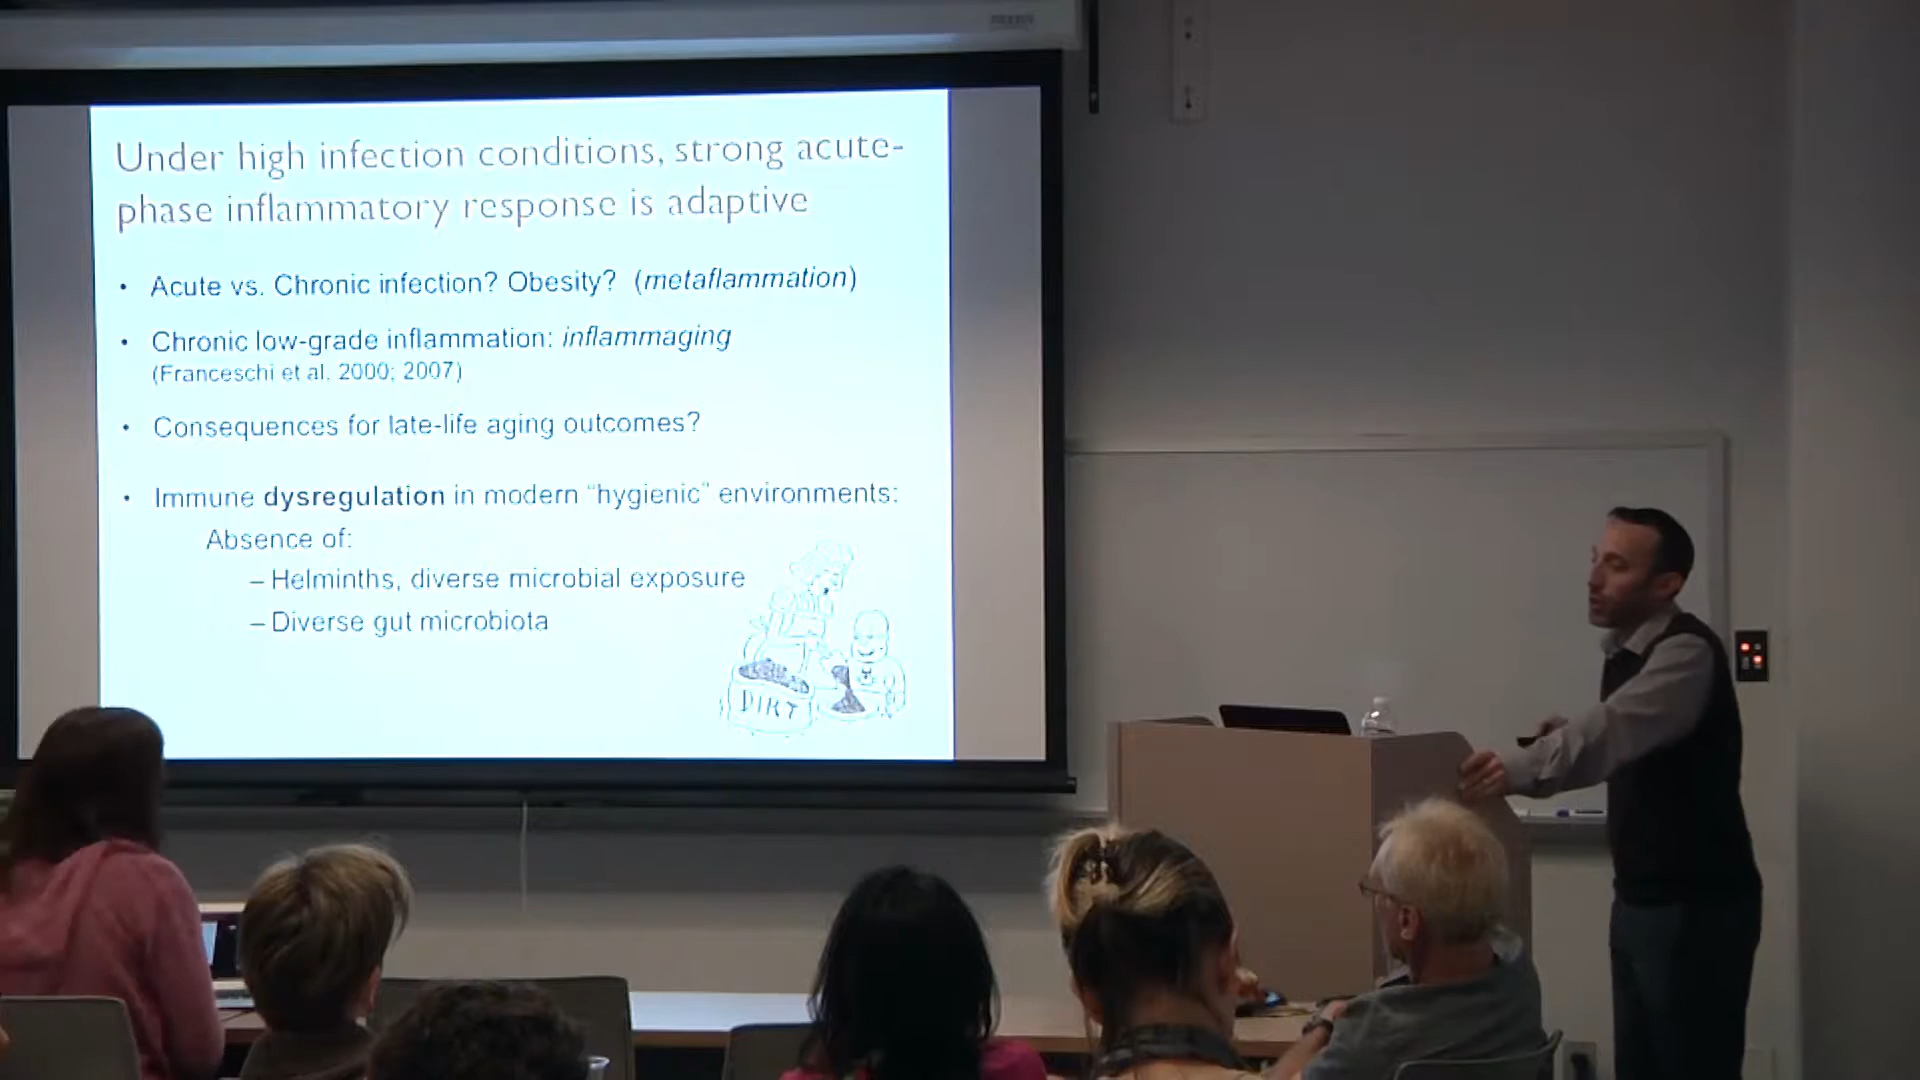 Under high infection conditions, strong acute-
phase inflammatory response is adaptive
• Acute vs. Chronic infection? Obesity? (metaflammation)
• Chronic low-grade inflammation: inflammaging
(Franceschi et al. 2000; 2007)
• Consequences for late-life aging outcomes?
• Immune dysregulation in modern “hygienic” environments:
Absence of:
– Helminths, diverse microbial exposure
– Diverse gut microbiota
DIRT